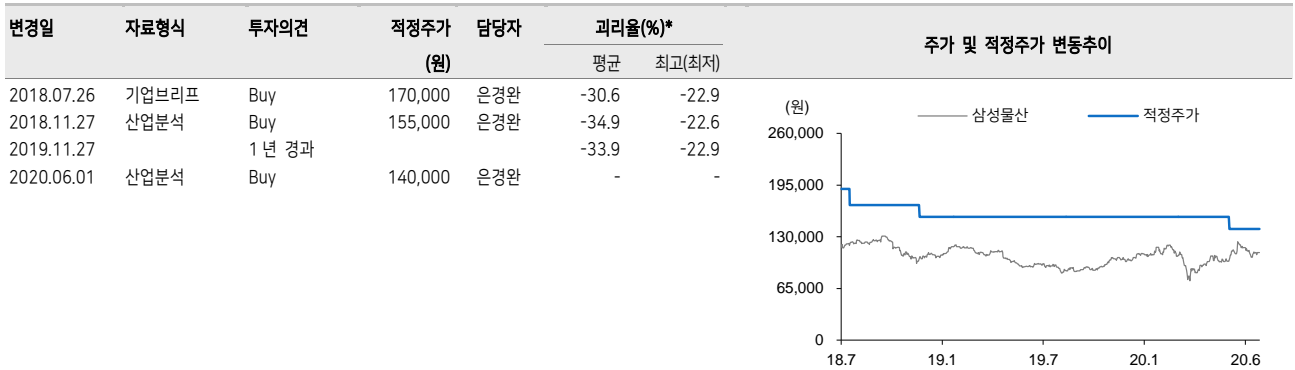 변경일 자료형식 투자의견 적정주가 담당자 괴리율(%)* 주가 및 적정주가 변동추이
(원) 평균 최고(최저)
2018.07.26 기업브리프 Buy 170,000 은경완 -30.6 -22.9
2018.11.27 산업분석 Buy 155,000 은경완 -34.9 -22.6
2019.11.27 1년 경과 -33.9 -22.9
2020.06.01 산업분석 Buy 140,000 은경완 - -
(원) 삼성물산 적정주가
260,000
195,000
130,000
65,000
0
18.7 19.1 19.7 20.1 20.6